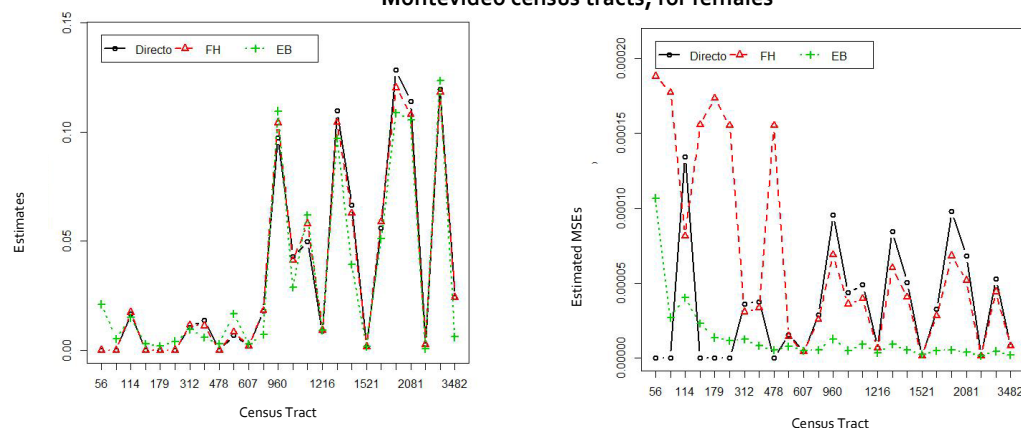 Montevideo census tracts, for females
Directo FH EB
Estimates
0.15
0.10
0.05
0.00
56 114 179 312 478 607 960 1216 1521 2081 3482
Census Tract
Directo FH EB
Estimated MSEs
0.00020
0.00015
0.00010
0.00005
0.00000
56 114 179 312 478 607 960 1216 1521 2081 3482
Census Tract